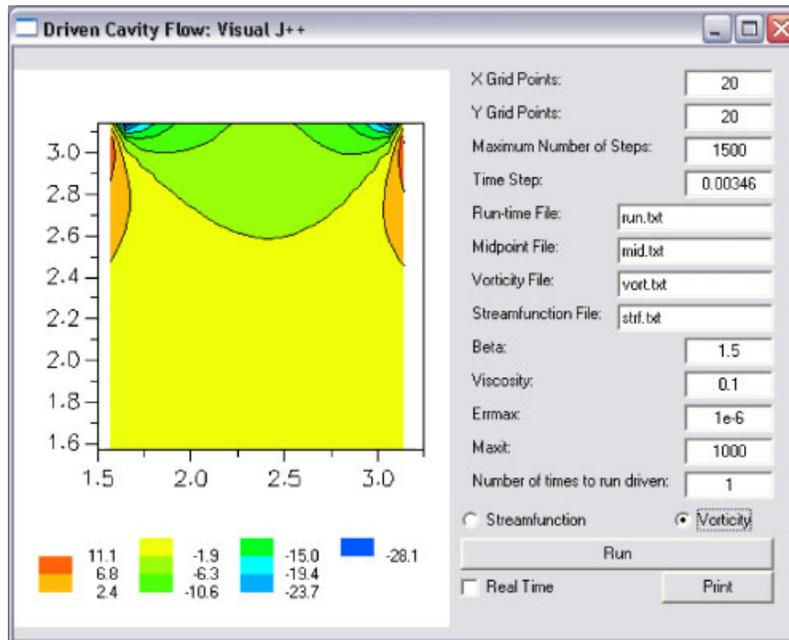 Driven Cavity Flow: Visual J++
3.0
2.8
2.6
2.4
2.2
2.0
1.8
1.6
1.5
2.0
2.5
3.0
11.1
6.8
2.4
-1.9
-6.3
-10.6
-15.0
-19.4
-23.7
-28.1
X Grid Points: 20
Y Grid Points: 20
Maximum Number of Steps: 1500
Time Step: 0.00346
Run-time File: run.txt
Midpoint File: mid.txt
Vorticity File: vort.txt
Streamfunction File: strf.txt
Beta: 1.5
Viscosity: 0.1
Errmax: 1e-6
Maxit: 1000
Number of times to run driven: 1
Streamfunction Vorticity
Run
Real Time Print